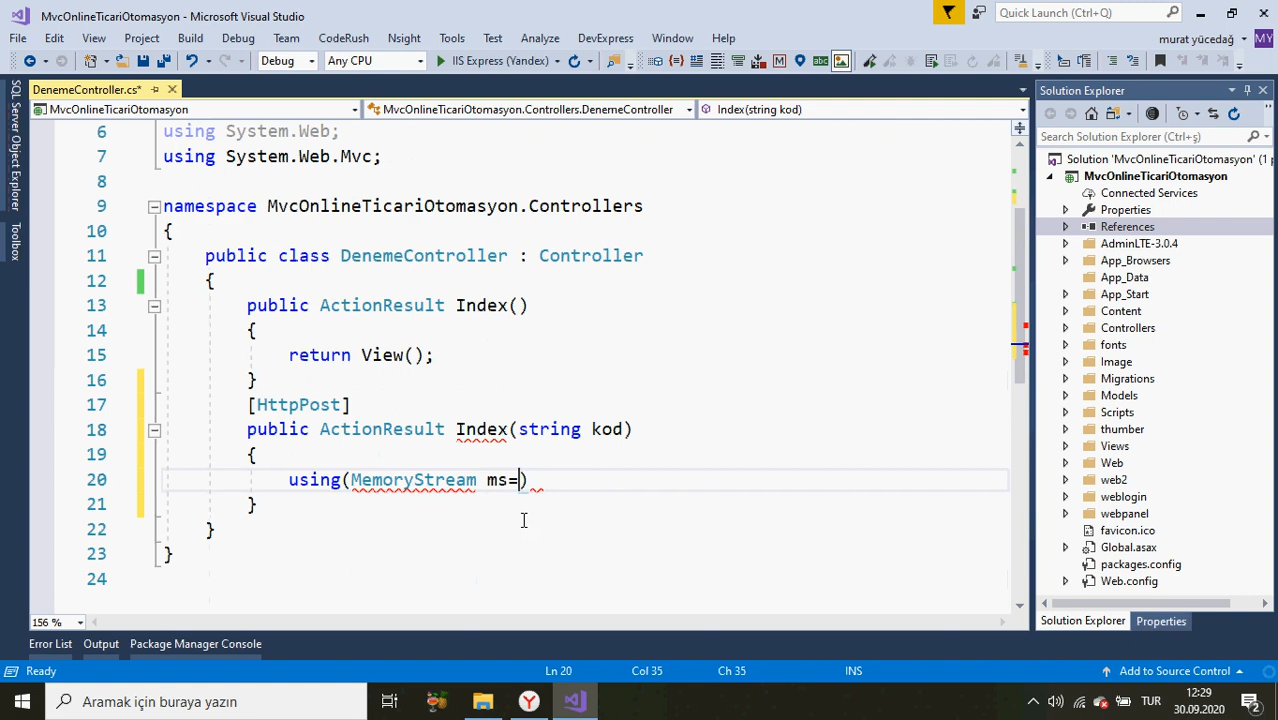 MvcOnlineTicariOtomasyon - Microsoft Visual Studio
Quick Launch (Ctrl+Q)
File Edit View Project Build Debug Team CodeRush Nsight Tools Test Analyze DevExpress Window Help
murat yücedağ MY
Debug Any CPU IIS Express (Yandex)
SQL Server Object Explorer
Toolbox
DenemeController.cs*
MvcOnlineTicariOtomasyon MvcOnlineTicariOtomasyon.Controllers.DenemeController Index(string kod)
6 using System.Web;
7 using System.Web.Mvc;
8
9 namespace MvcOnlineTicariOtomasyon.Controllers
10 {
11 public class DenemeController : Controller
12 {
13 public ActionResult Index()
14 {
15 return View();
16 }
17 [HttpPost]
18 public ActionResult Index(string kod)
19 {
20 using(MemoryStream ms=)
21 }
22 }
23 }
24
156 %
Solution Explorer
Search Solution Explorer (Ctrl+ş)
Solution 'MvcOnlineTicariOtomasyon' (1 p
MvcOnlineTicariOtomasyon
Connected Services
Properties
References
AdminLTE-3.0.4
App_Browsers
App_Data
App_Start
Content
Controllers
fonts
Image
Migrations
Models
Scripts
thumber
Views
Web
web2
weblogin
webpanel
favicon.ico
Global.asax
packages.config
Web.config
Solution Explorer Properties
Error List Output Package Manager Console
Ready Ln 20 Col 35 Ch 35 INS Add to Source Control
Aramak için buraya yazın
TUR
12:29
30.09.2020
2